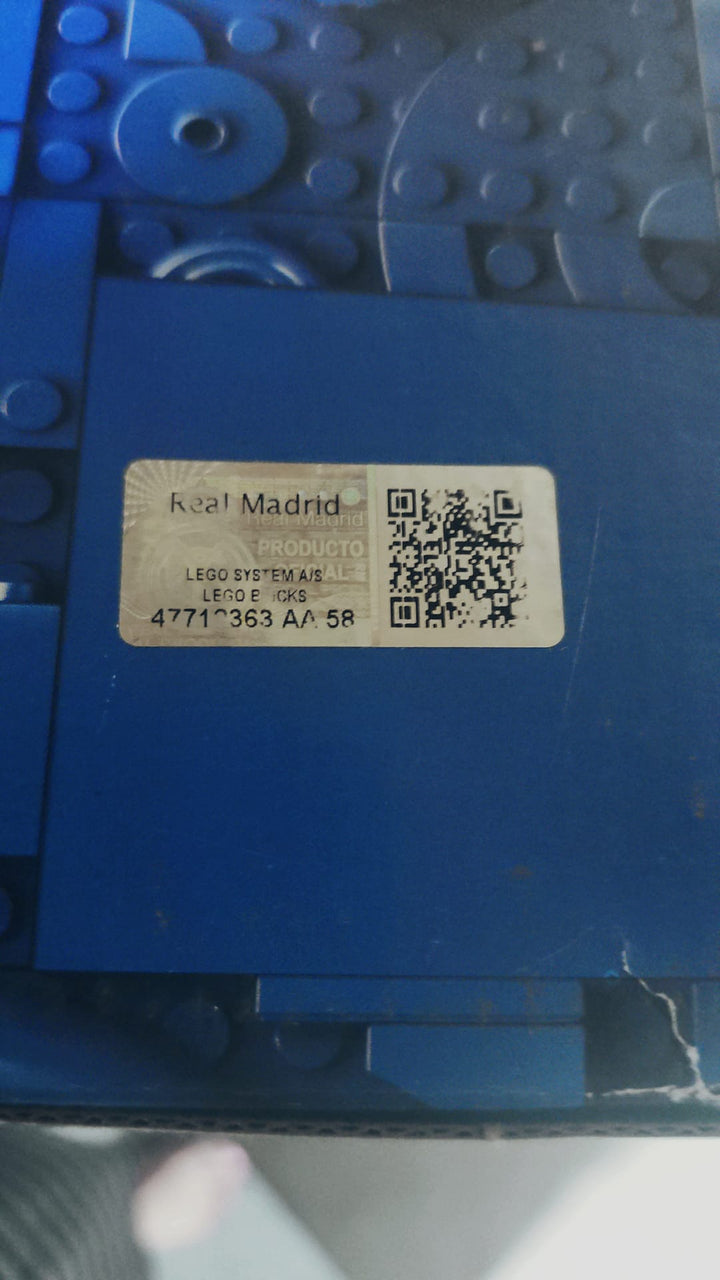 Real Madrid
Real Madrid
PRODUCTO
LEGO SYSTEM A/S
LEGO
AA 58